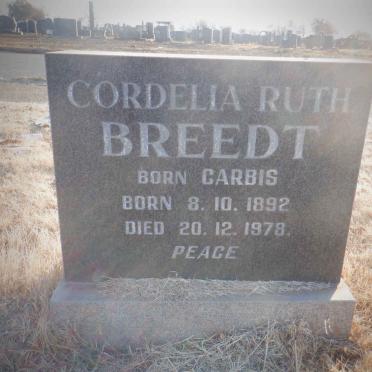 CORDELIA RUTH
BREEDT
BORN CARBIS
BORN 8. 10. 1892
DIED 20. 12. 1978.
PEACE